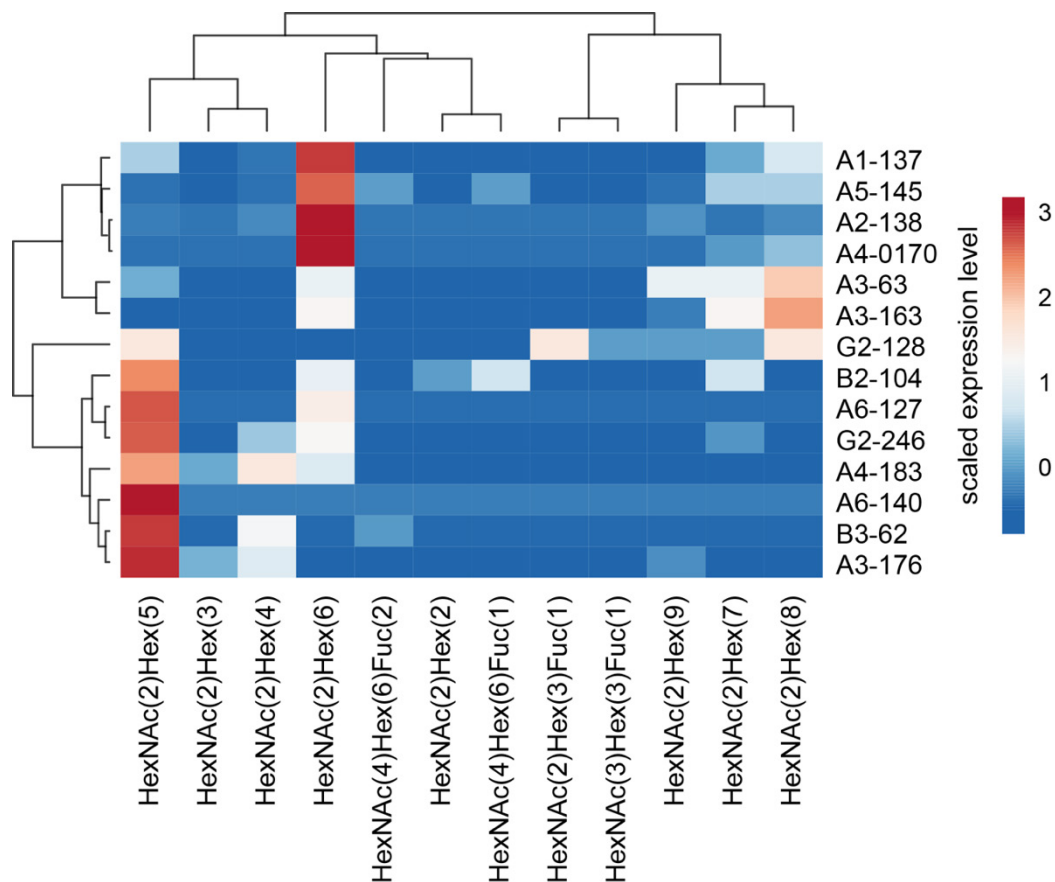 A1-137
A5-145
A2-138
A4-0170
A3-63
A3-163
G2-128
B2-104
A6-127
G2-246
A4-183
A6-140
B3-62
A3-176
3
2
1
0
scaled expression level
HexNAc(2)Hex(5)
HexNAc(2)Hex(3)
HexNAc(2)Hex(4)
HexNAc(2)Hex(6)
HexNAc(4)Hex(6)Fuc(2)
HexNAc(2)Hex(2)
HexNAc(4)Hex(6)Fuc(1)
HexNAc(2)Hex(3)Fuc(1)
HexNAc(3)Hex(3)Fuc(1)
HexNAc(2)Hex(9)
HexNAc(2)Hex(7)
HexNAc(2)Hex(8)